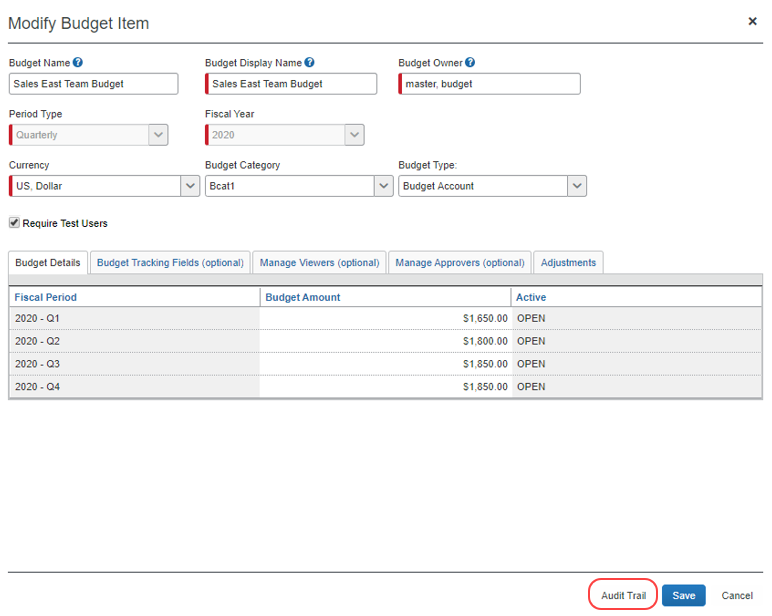 Modify Budget Item
Budget Name
Budget Display Name
Budget Owner
Sales East Team Budget
Sales East Team Budget
master, budget
Period Type
Fiscal Year
Quarterly
2020
Currency
Budget Category
Budget Type:
US, Dollar
Bcat1
Budget Account
Require Test Users
Budget Details
Budget Tracking Fields (optional)
Manage Viewers (optional)
Manage Approvers (optional)
Adjustments
Fiscal Period
Budget Amount
Active
2020 - Q1
$1,650.00
OPEN
2020 - Q2
$1,800.00
OPEN
2020 - Q3
$1,850.00
OPEN
2020 - Q4
$1,850.00
OPEN
Audit Trail
Save
Cancel